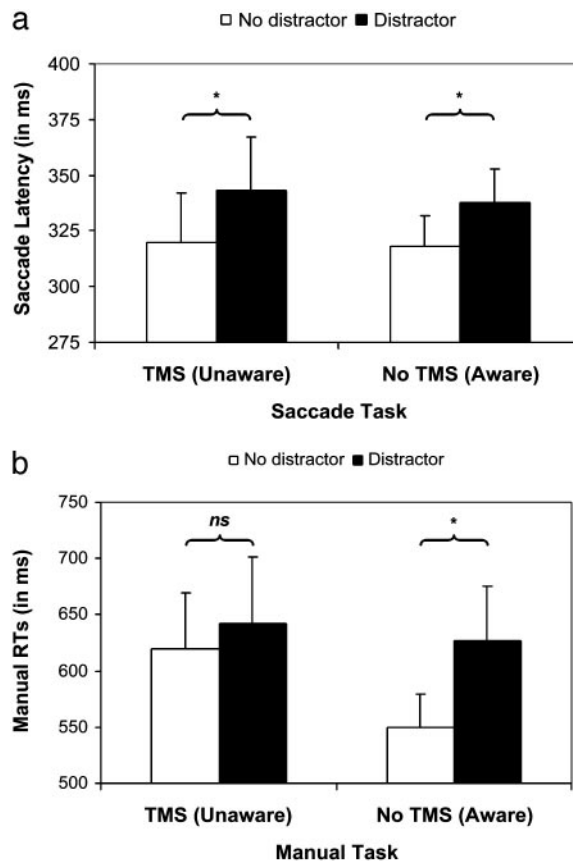 a
□ No distractor ■ Distractor
Saccade Latency (in ms)
400
375
350
325
300
275
*
*
TMS (Unaware) No TMS (Aware)
Saccade Task
b
□ No distractor ■ Distractor
Manual RTs (in ms)
750
700
650
600
550
500
ns
*
TMS (Unaware) No TMS (Aware)
Manual Task